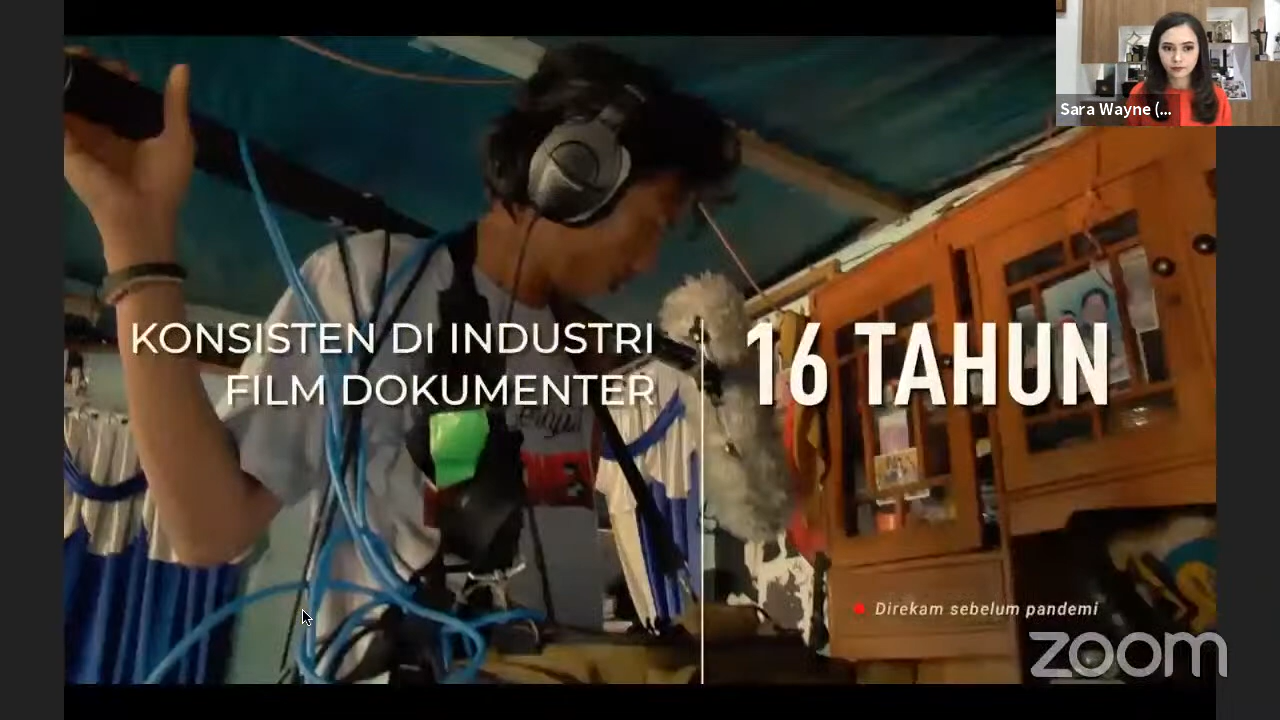 Sara Wayne (...
KONSISTEN DI INDUSTRI
FILM DOKUMENTER
16 TAHUN
Direkam sebelum pandemi
zoom